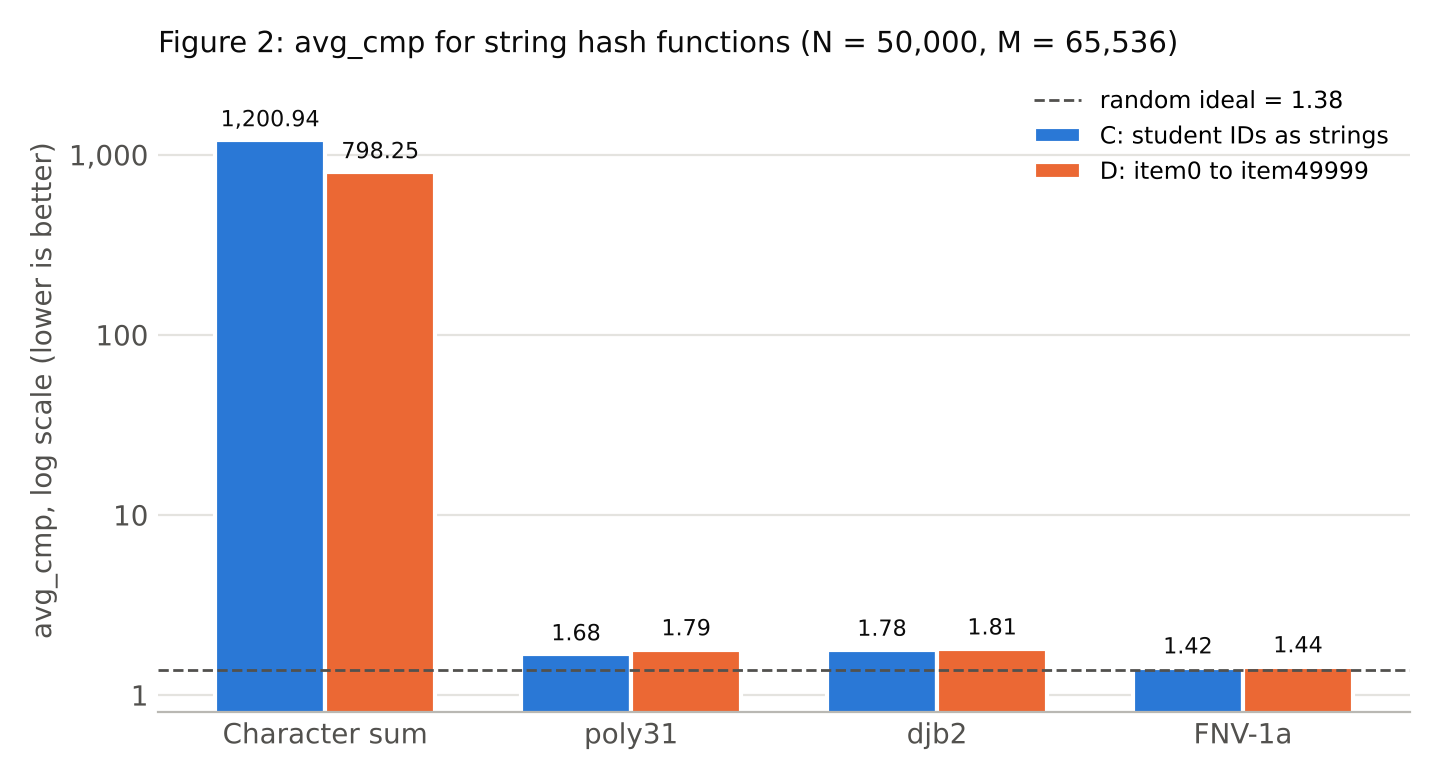 Figure 2: avg_cmp for string hash functions (N = 50,000, M = 65,536)
random ideal = 1.38
C: student IDs as strings
D: item0 to item49999
avg_cmp, log scale (lower is better)
1,000
100
10
1
1,200.94
798.25
1.68
1.79
1.78
1.81
1.42
1.44
Character sum
poly31
djb2
FNV-1a